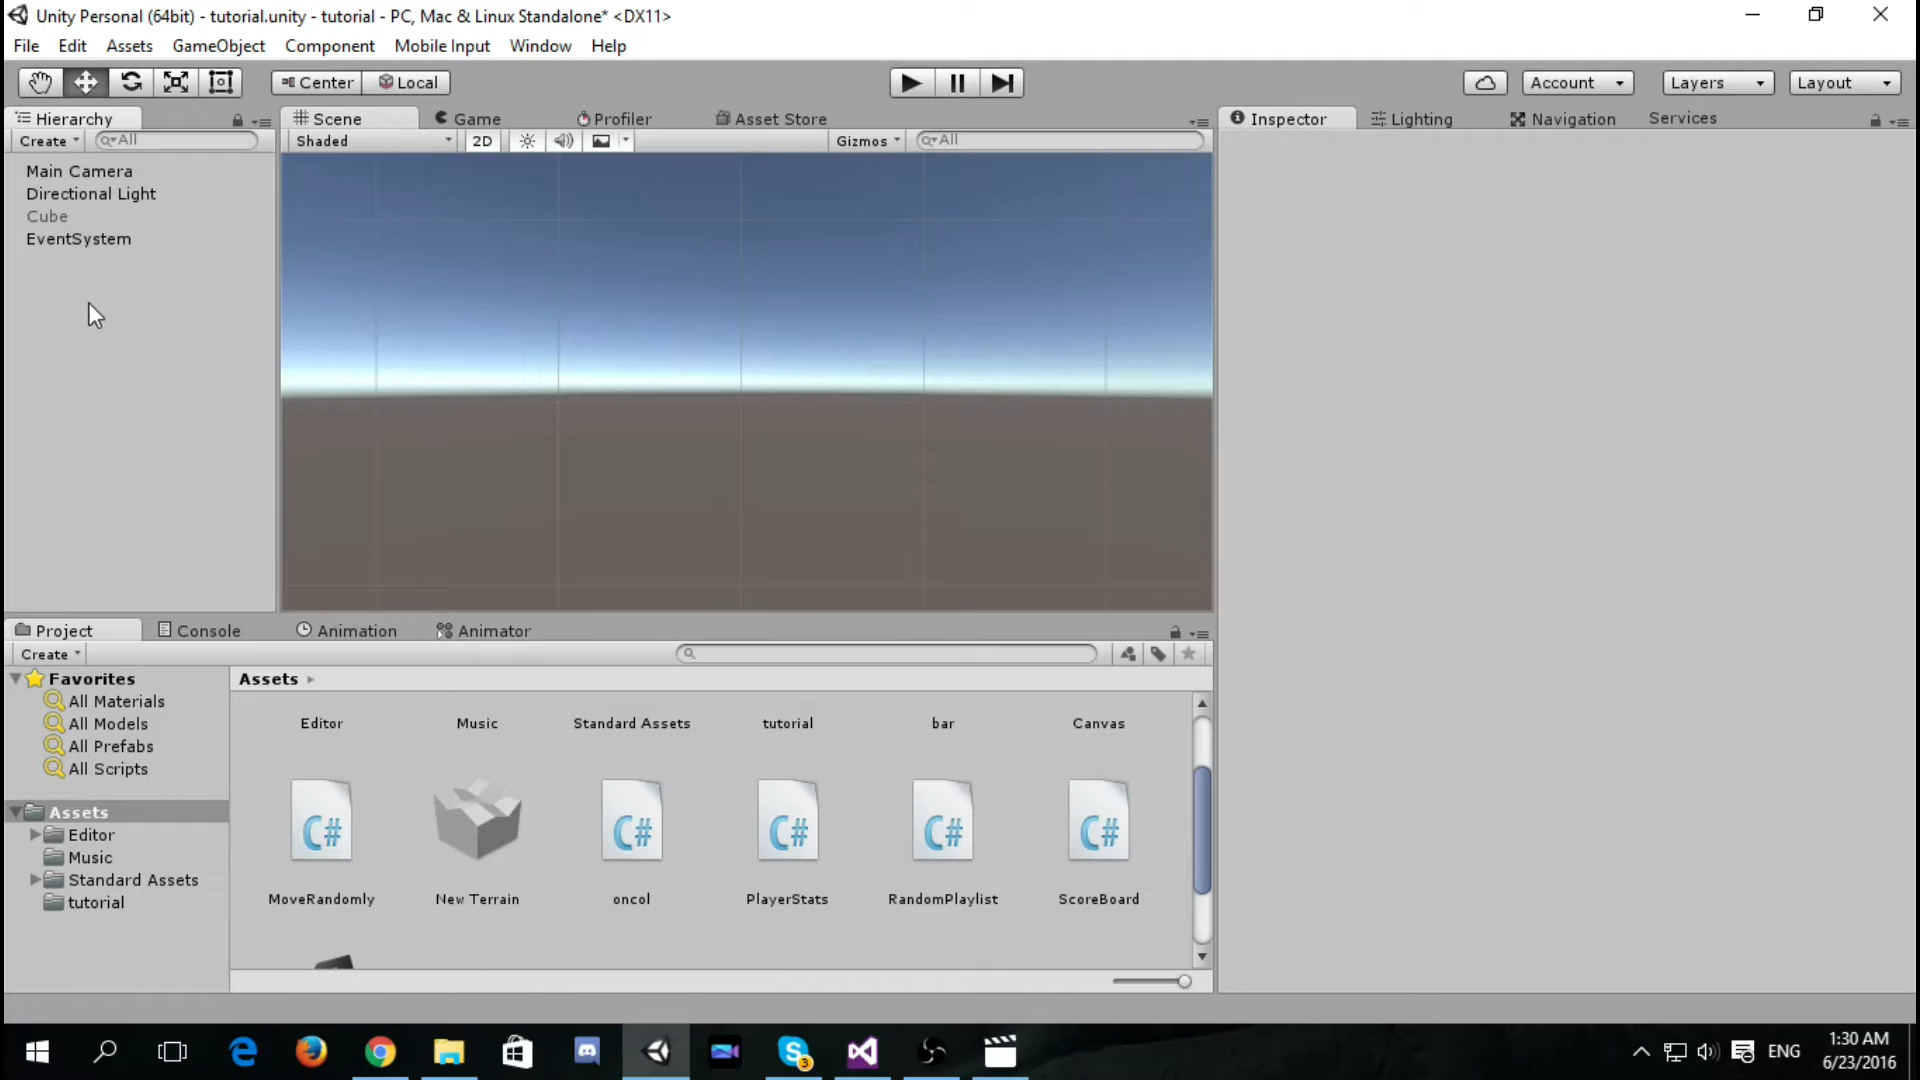 Unity Personal (64bit) - tutorial.unity - tutorial - PC, Mac & Linux Standalone* <DX11>
File Edit Assets GameObject Component Mobile Input Window Help
Center Local Account Layers Layout
Hierarchy
Create All
Main Camera
Directional Light
Cube
EventSystem
Scene Game Profiler Asset Store
Shaded 2D Gizmos All
Inspector Lighting Navigation Services
Project Console Animation Animator
Create
Favorites
All Materials
All Models
All Prefabs
All Scripts
Assets
Editor
Music
Standard Assets
tutorial
Assets
Editor Music Standard Assets tutorial bar Canvas
C# C# C# C# C#
MoveRandomly New Terrain oncol PlayerStats RandomPlaylist ScoreBoard
3
ENG
1:30 AM
6/23/2016